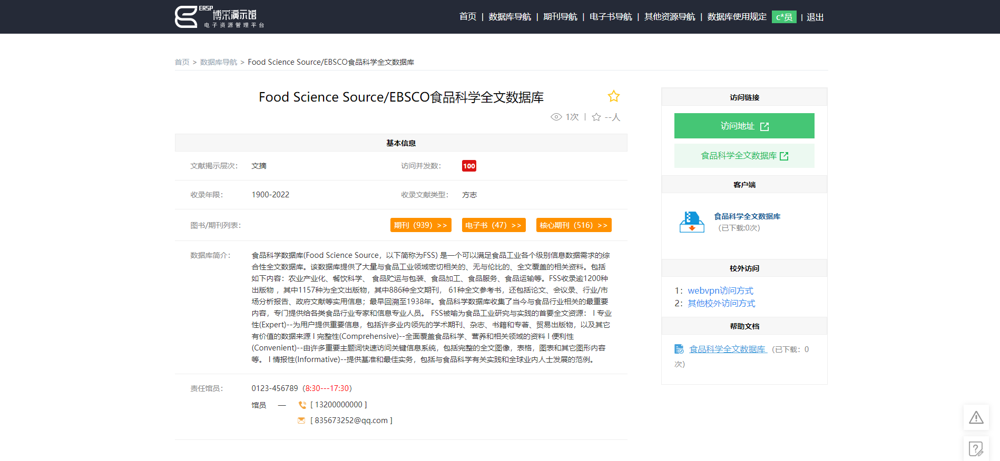 ERSP 博采演示馆
电子资源管理平台
首页 | 数据库导航 | 期刊导航 | 电子书导航 | 其他资源导航 | 数据库使用规定 c*员 | 退出
首页 > 数据库导航 > Food Science Source/EBSCO食品科学全文数据库
Food Science Source/EBSCO食品科学全文数据库
1次 | --人
基本信息
文献揭示层次： 文摘 访问并发数： 100
收录年限： 1900-2022 收录文献类型： 方志
图书/期刊列表： 期刊（939）>> 电子书（47）>> 核心期刊（516）>>
数据库简介： 食品科学数据库(Food Science Source，以下简称为FSS) 是一个可以满足食品工业各个级别信息数据需求的综
合性全文数据库。该数据库提供了大量与食品工业领域密切相关的、无与伦比的、全文覆盖的相关资料。包括
如下内容：农业产业化、餐饮科学、 食品贮运与包装、食品加工、食品服务、食品运输等。FSS收录逾1200种
出版物 ，其中1157种为全文出版物，其中886种全文期刊， 61种全文参考书，还包括论文、会议录、行业/市
场分析报告、政府文献等实用信息；最早回溯至1938年。食品科学数据库收集了当今与食品行业相关的最重要
内容，专门提供给各类食品行业专家和信息专业人员。 FSS被喻为食品工业研究与实践的首要全文资源： l 专业
性(Expert)--为用户提供重要信息，包括许多业内领先的学术期刊、杂志、书籍和专著、贸易出版物，以及其它
有价值的数据来源 l 完整性(Comprehensive)--全面覆盖食品科学、营养和相关领域的资料 l 便利性
(Convenient)--由许多重要主题词快速访问关键信息系统，包括完整的全文图像，表格，图表和其它图形内容
等。 l 情报性(Informative)--提供基准和最佳实务，包括与食品科学有关实践和全球业内人士发展的范例。
责任馆员： 0123-456789（8:30---17:30）
馆员 — [ 13200000000 ]
[ 835673252@qq.com ]
访问链接
访问地址
食品科学全文数据库
客户端
食品科学全文数据库
（已下载:0次）
校外访问
1：webvpn访问方式
2：其他校外访问方式
帮助文档
食品科学全文数据库 （已下载：0
次）